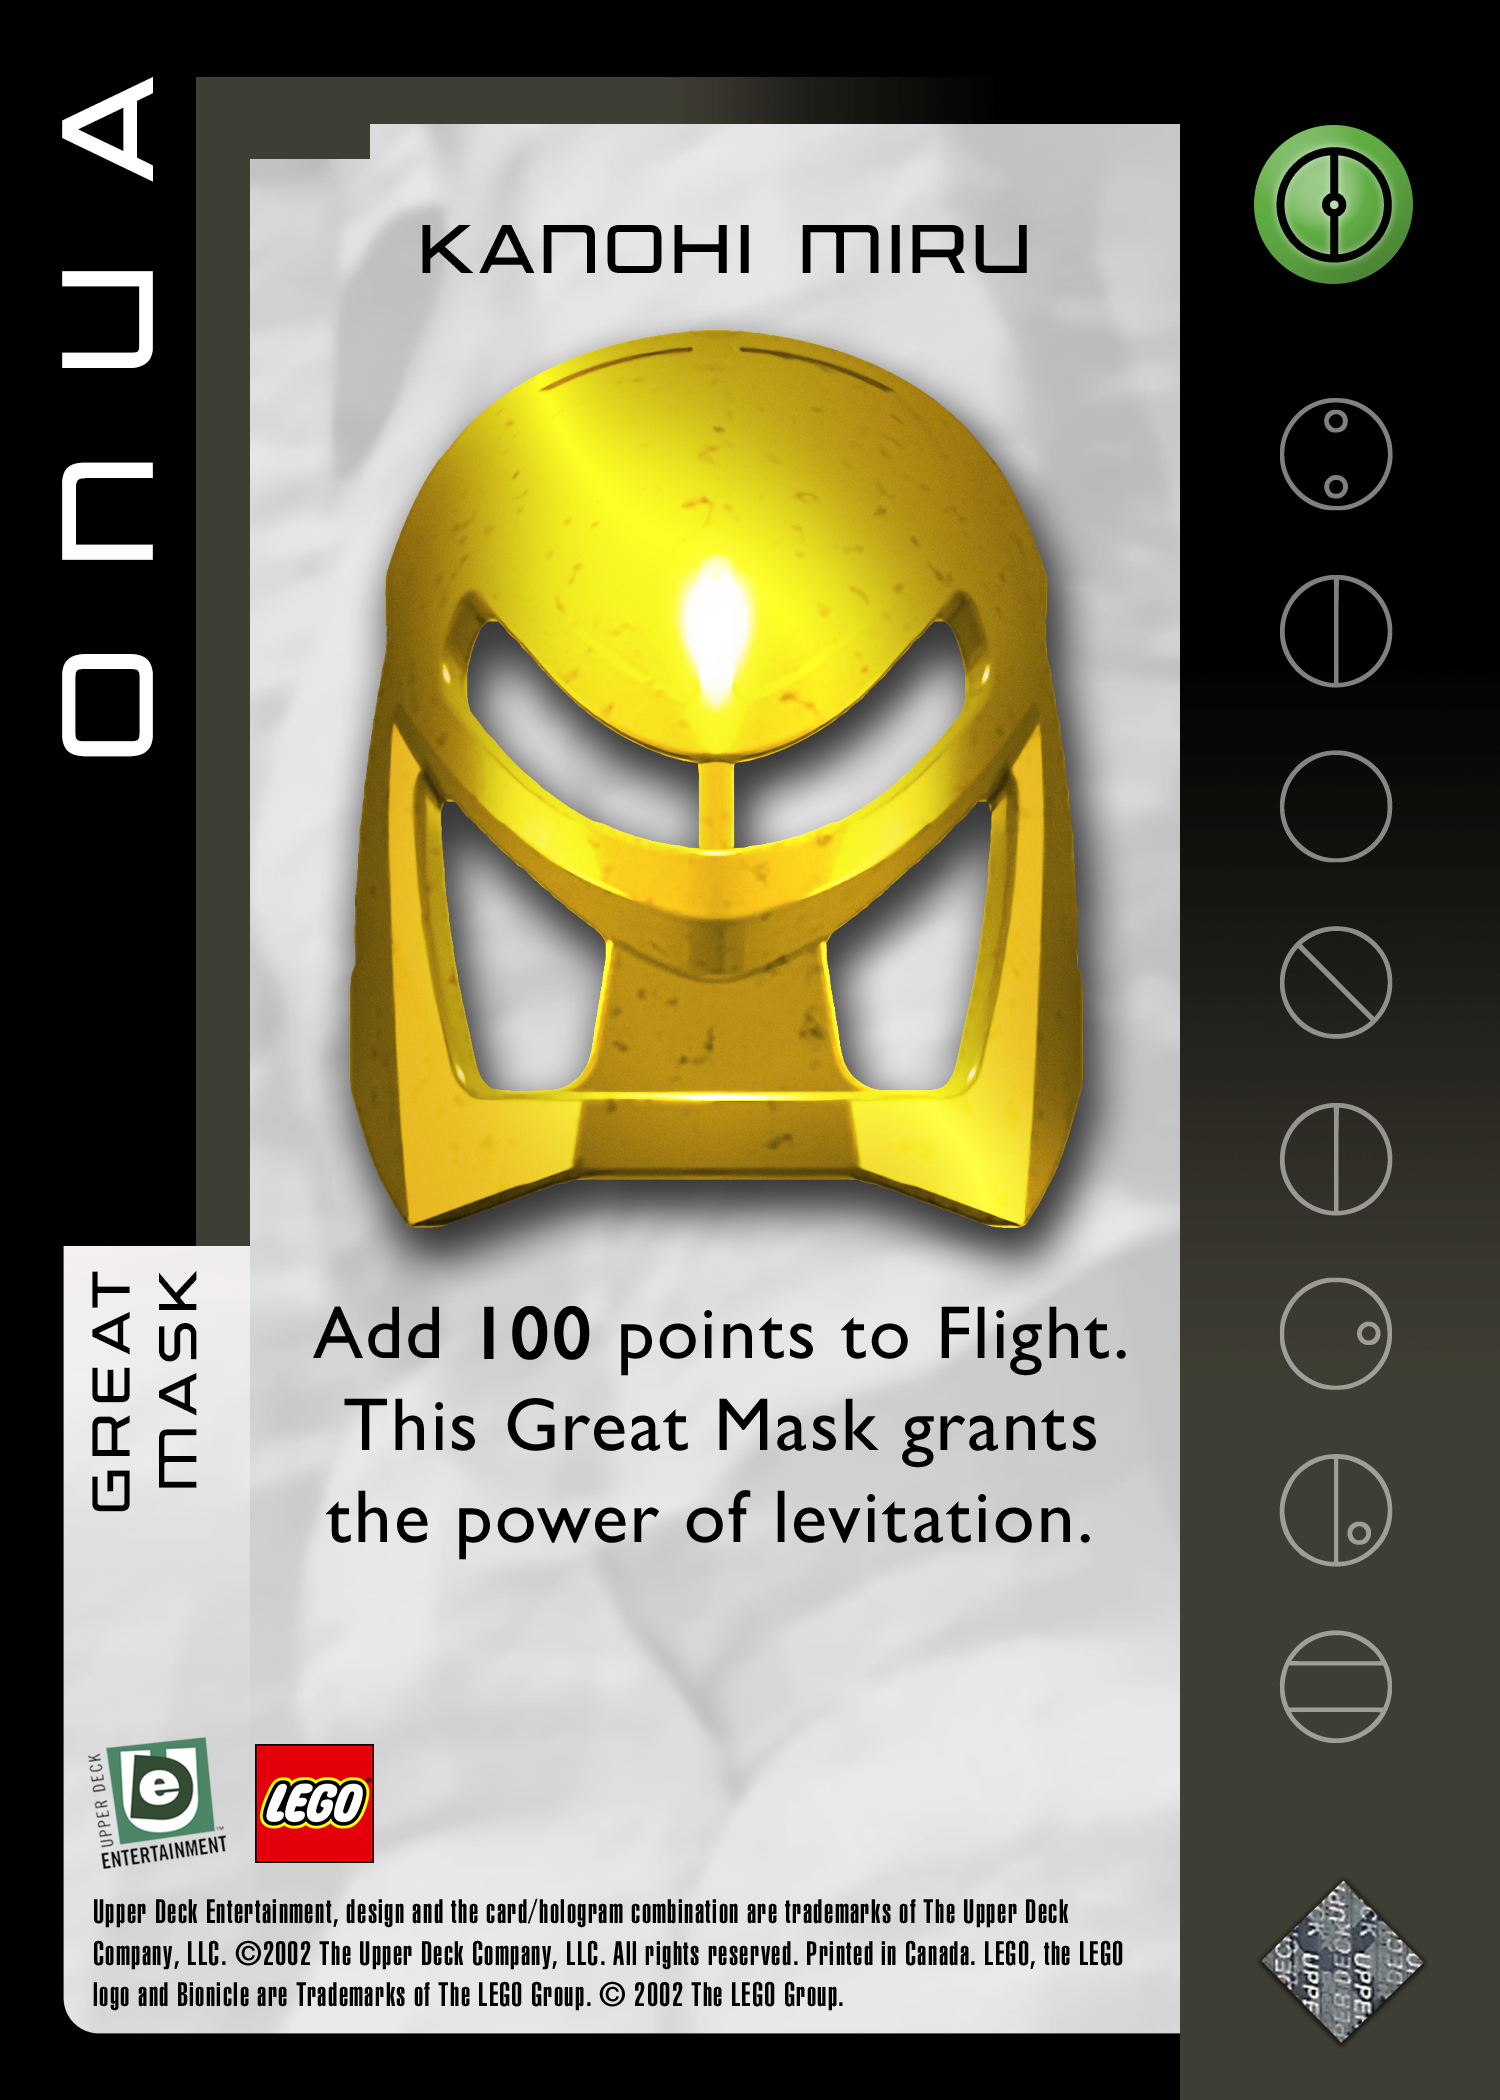 ONUA
KANOHI MIRU
GREAT
MASK
Add 100 points to Flight.
This Great Mask grants
the power of levitation.
UPPER DECK
ENTERTAINMENT
LEGO
Upper Deck Entertainment, design and the card/hologram combination are trademarks of The Upper Deck
Company, LLC. ©2002 The Upper Deck Company, LLC. All rights reserved. Printed in Canada. LEGO, the LEGO
logo and Bionicle are Trademarks of The LEGO Group. © 2002 The LEGO Group.